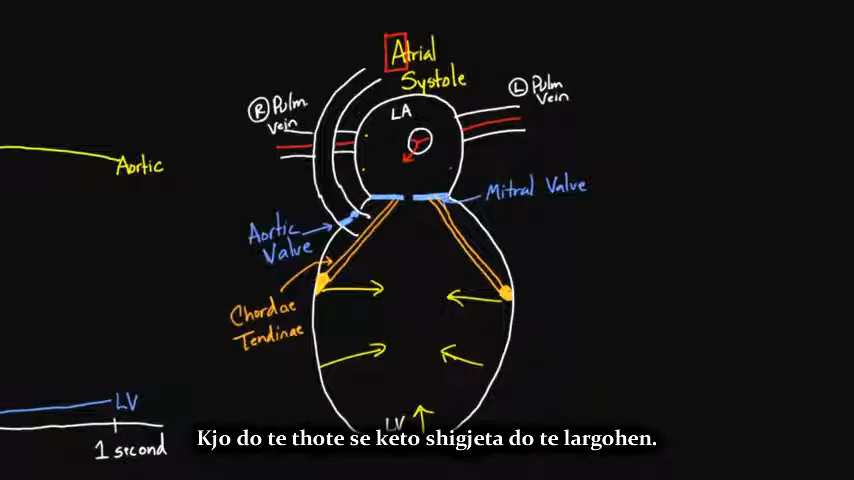 Atrial
Systole
R Pulm
vein
LA
L Pulm
Vein
Aortic
Mitral Valve
Aortic
Valve
Chordae
Tendinae
LV
1 second
LV
Kjo do te thote se keto shigjeta do te largohen.